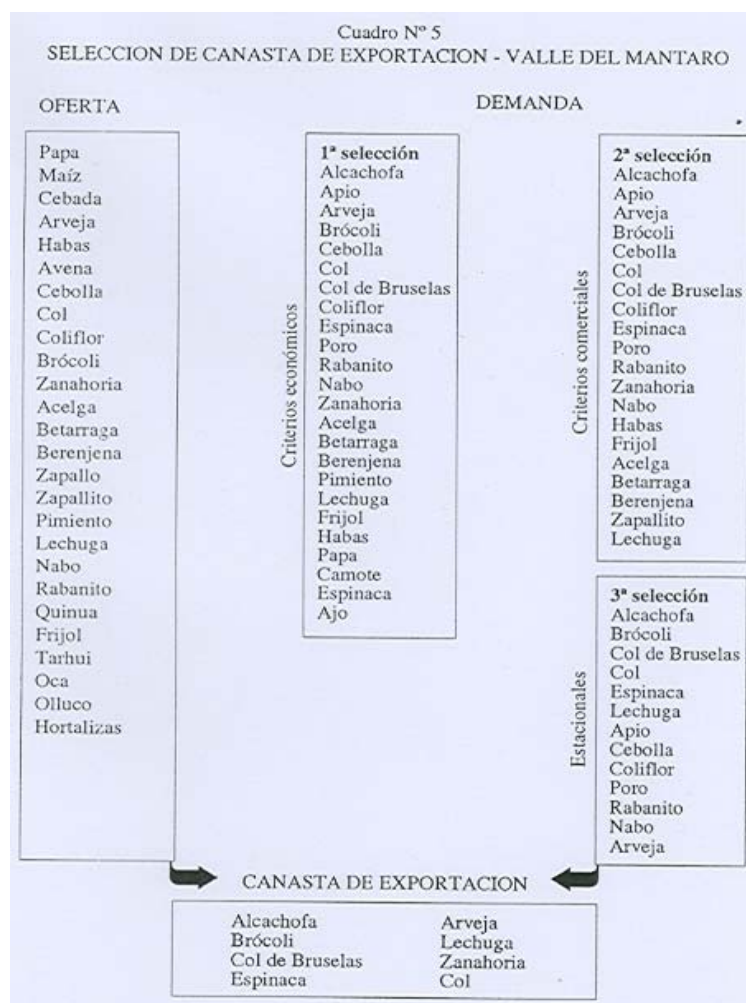 Cuadro Nº 5
SELECCION DE CANASTA DE EXPORTACION - VALLE DEL MANTARO
OFERTA
Papa
Maíz
Cebada
Arveja
Habas
Avena
Cebolla
Col
Coliflor
Brócoli
Zanahoria
Acelga
Betarraga
Berenjena
Zapallo
Zapallito
Pimiento
Lechuga
Nabo
Rabanito
Quinua
Frijol
Tarhui
Oca
Olluco
Hortalizas
DEMANDA
Criterios económicos
1ª selección
Alcachofa
Apio
Arveja
Brócoli
Cebolla
Col
Col de Bruselas
Coliflor
Espinaca
Poro
Rabanito
Nabo
Zanahoria
Acelga
Betarraga
Berenjena
Pimiento
Lechuga
Frijol
Habas
Papa
Camote
Espinaca
Ajo
Criterios comerciales
2ª selección
Alcachofa
Apio
Arveja
Brócoli
Cebolla
Col
Col de Bruselas
Coliflor
Espinaca
Poro
Rabanito
Zanahoria
Nabo
Habas
Frijol
Acelga
Betarraga
Berenjena
Zapallito
Lechuga
Estacionales
3ª selección
Alcachofa
Brócoli
Col de Bruselas
Col
Espinaca
Lechuga
Apio
Cebolla
Coliflor
Poro
Rabanito
Nabo
Arveja
CANASTA DE EXPORTACION
Alcachofa
Brócoli
Col de Bruselas
Espinaca
Arveja
Lechuga
Zanahoria
Col